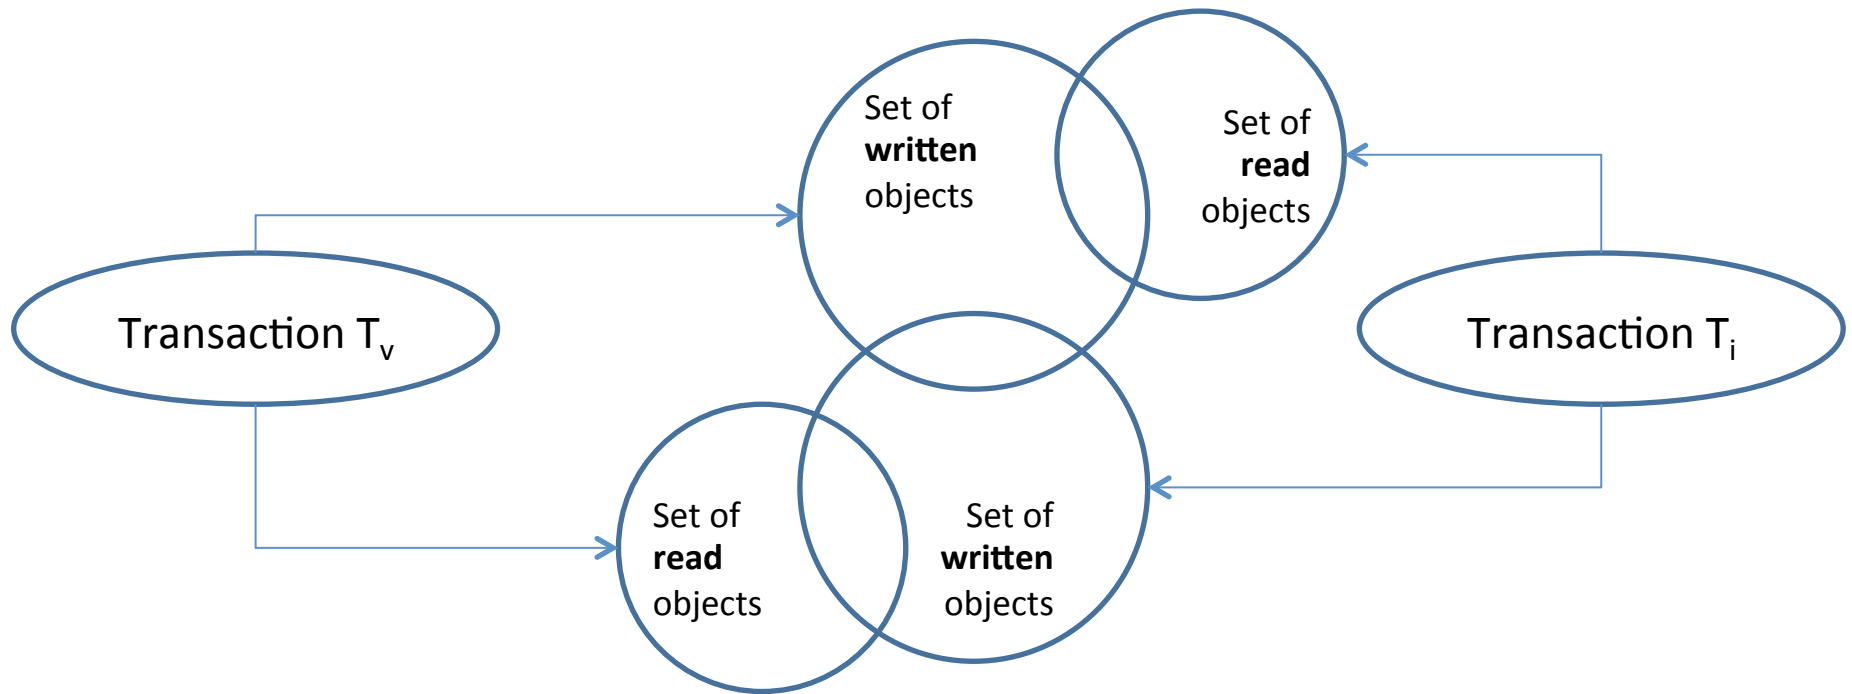 Set of
written
objects
Set of
read
objects
Transaction Tᵥ
Transaction Tᵢ
Set of
read
objects
Set of
written
objects